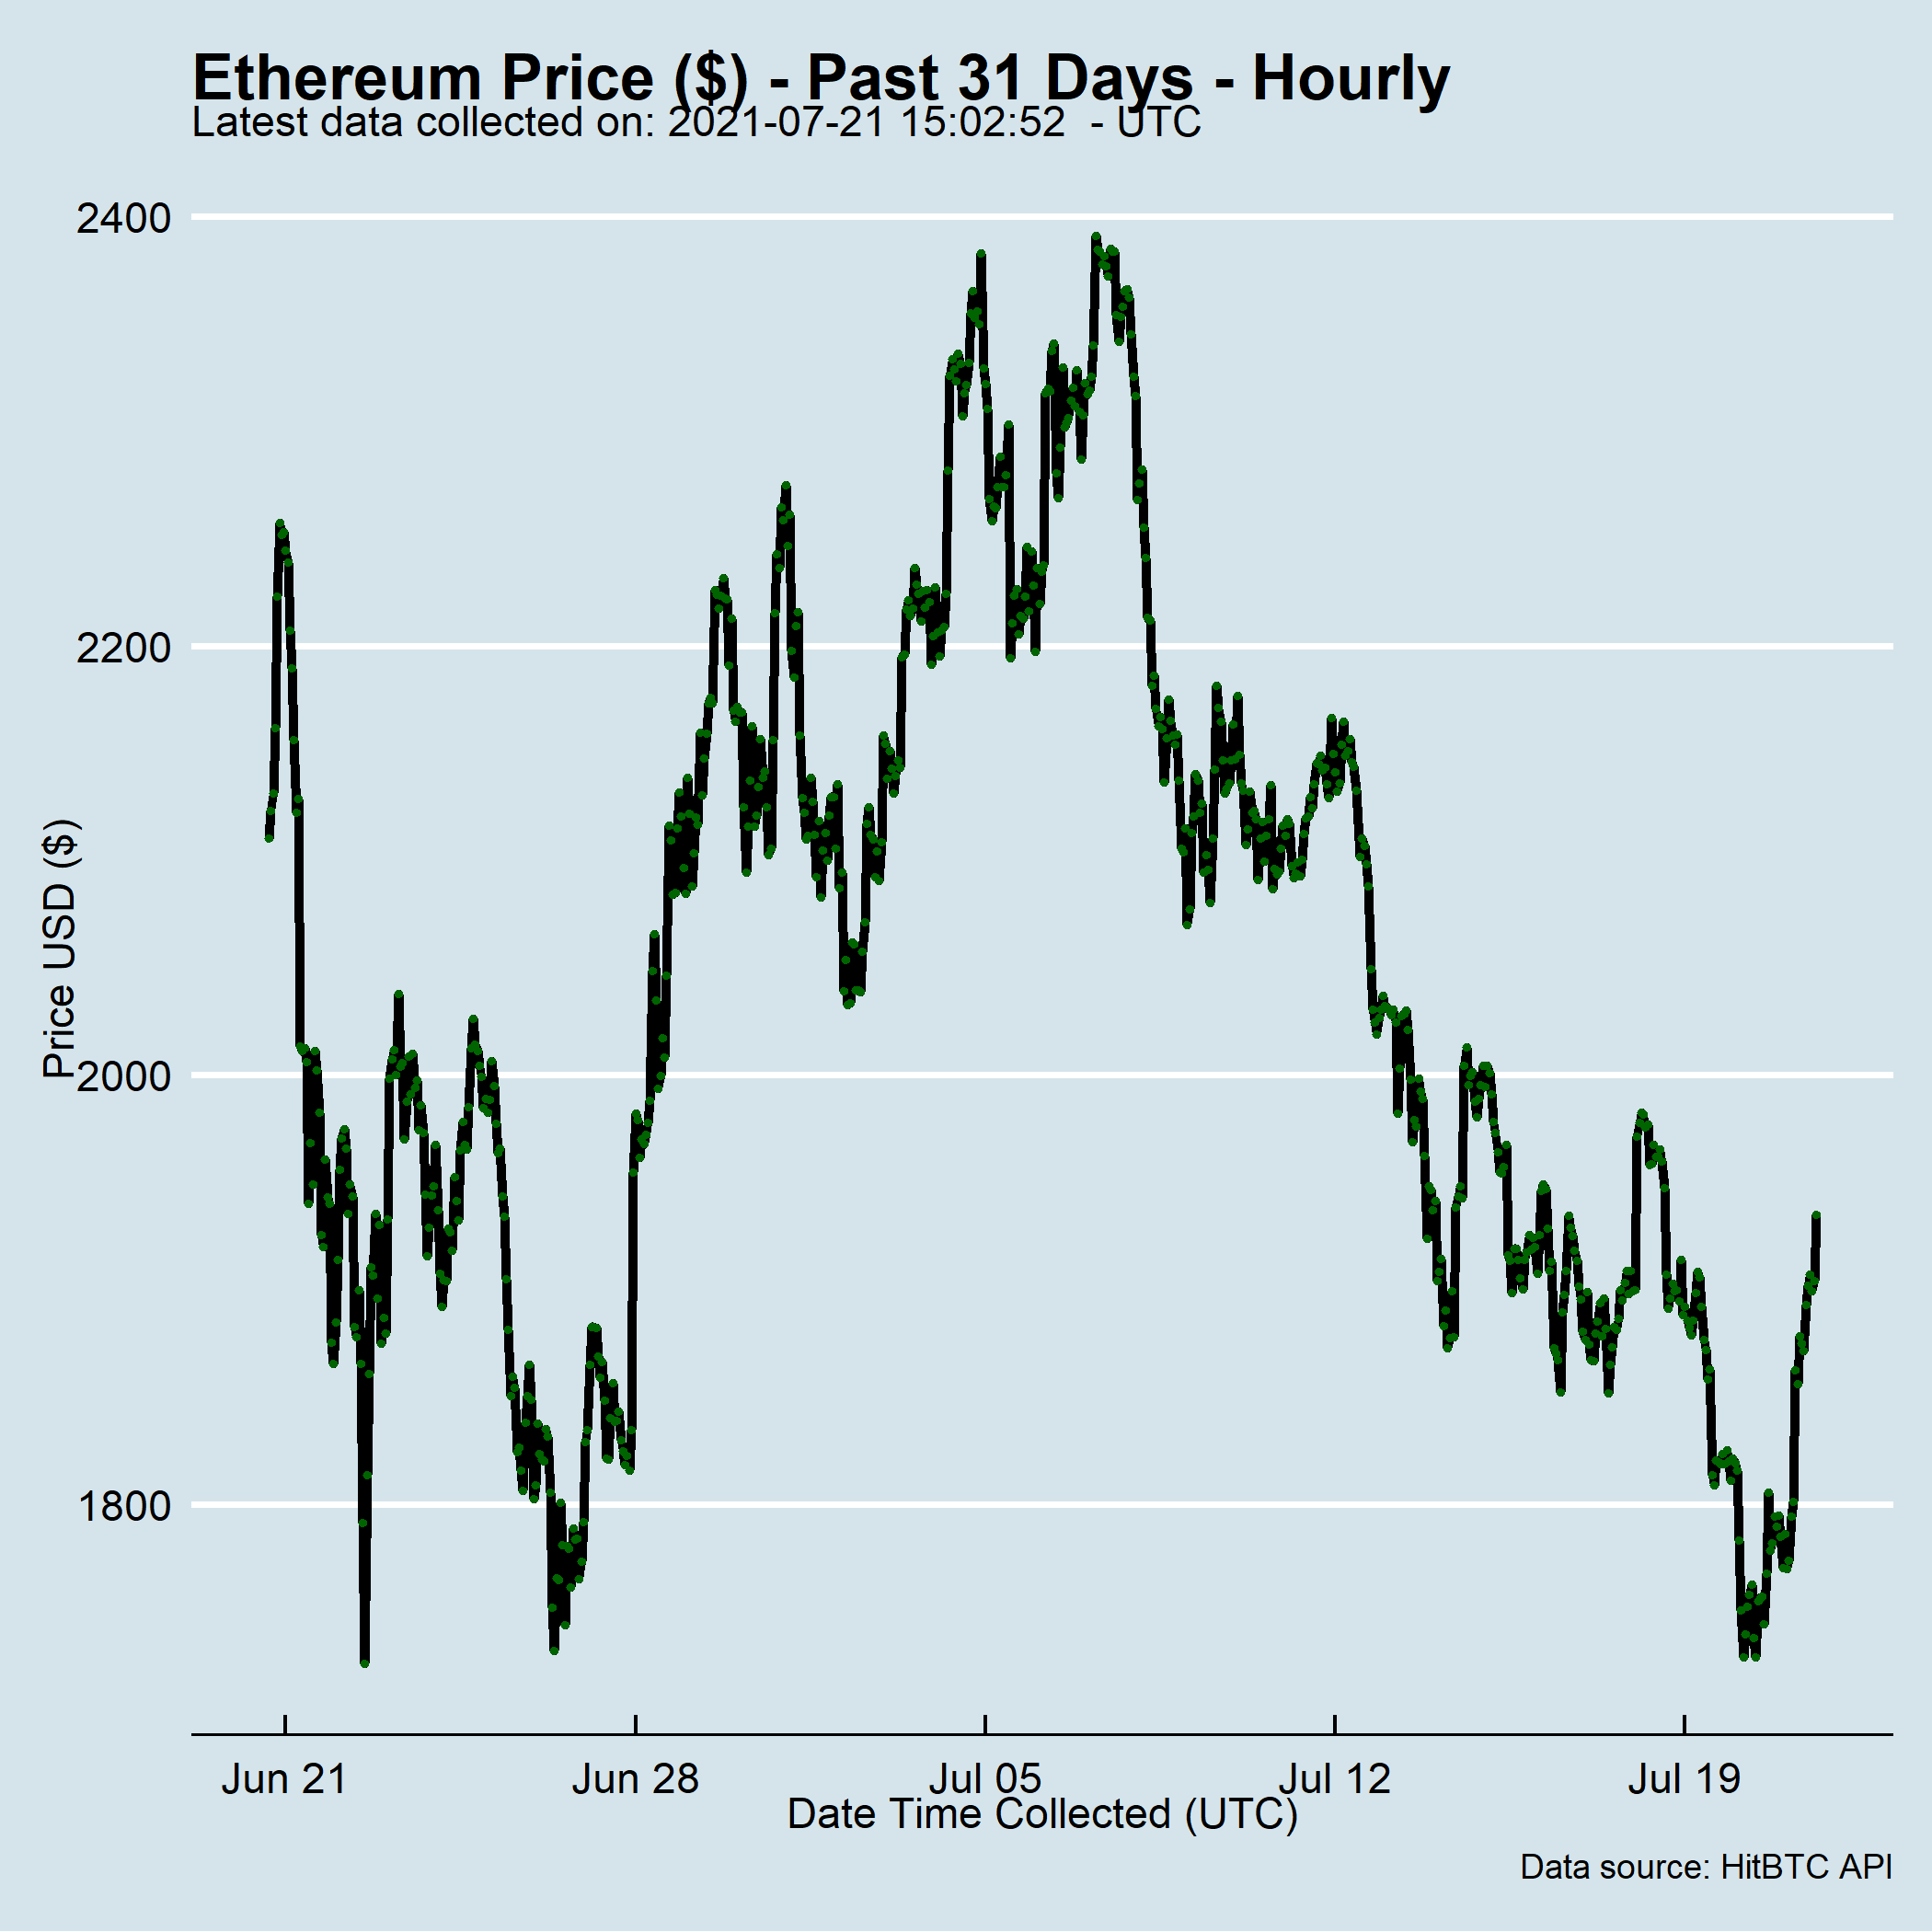 Ethereum Price ($) - Past 31 Days - Hourly
Latest data collected on: 2021-07-21 15:02:52  - UTC
2400
2200
2000
1800
Price USD ($)
Jun 21
Jun 28
Jul 05
Jul 12
Jul 19
Date Time Collected (UTC)
Data source: HitBTC API